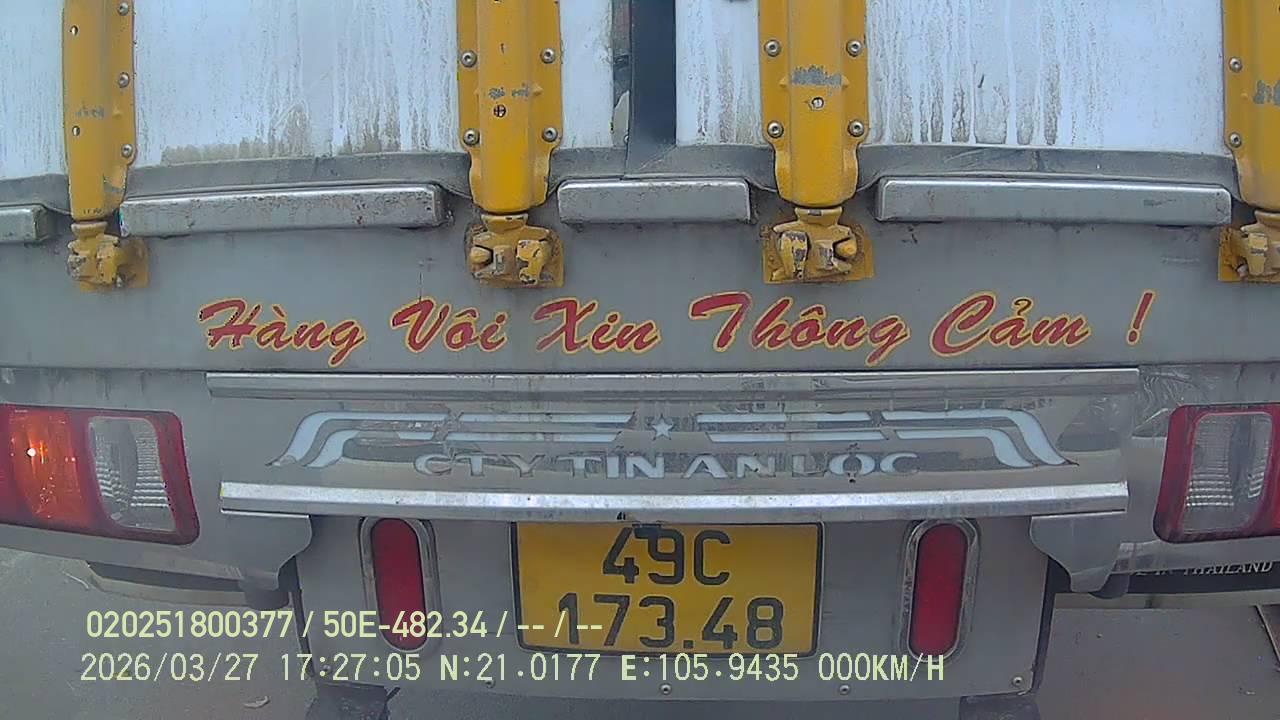 Hàng Vôi Xin Thông Cảm !
CTY TIN AN LỘC
49C
173.48
THAILAND
020251800377 / 50E-482.34 / -- / --
2026/03/27 17:27:05 N:21.0177 E:105.9435 000KM/H